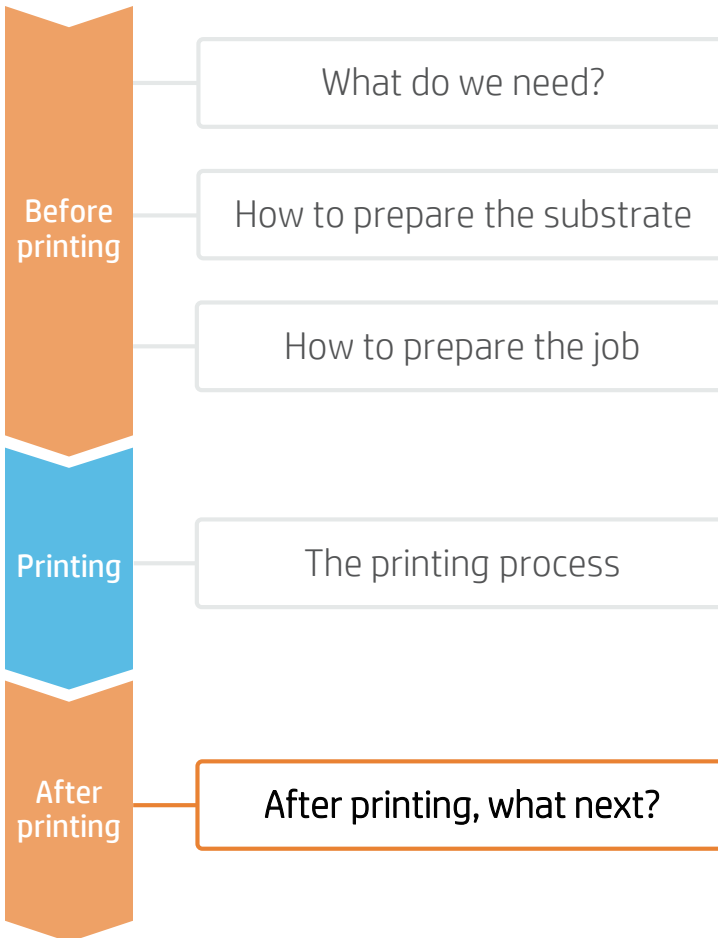 What do we need?
Before
printing
How to prepare the substrate
How to prepare the job
Printing
The printing process
After
printing
After printing, what next?